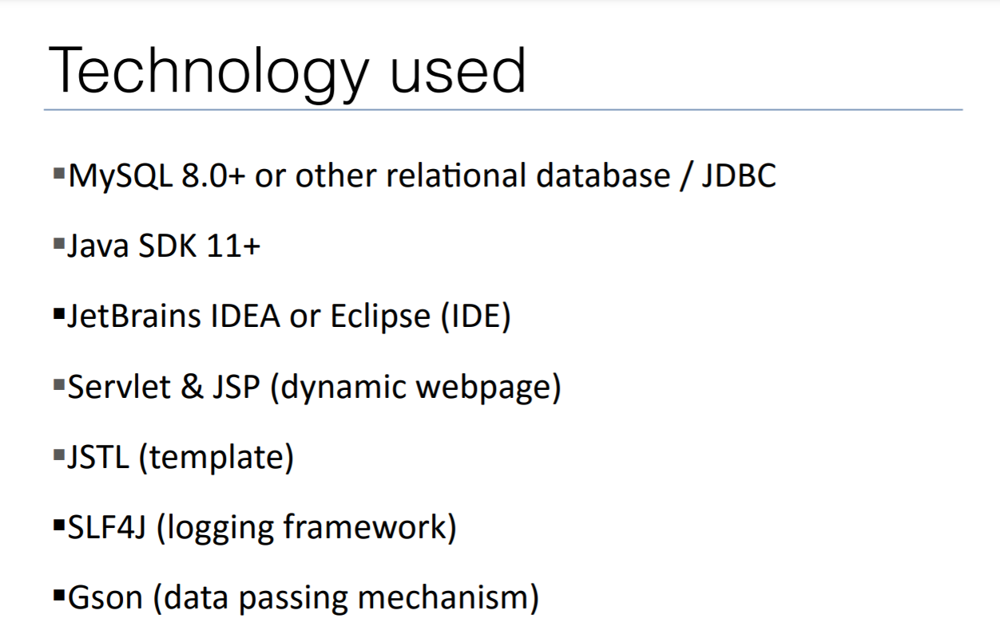 Technology used
▪MySQL 8.0+ or other relational database / JDBC
▪Java SDK 11+
▪JetBrains IDEA or Eclipse (IDE)
▪Servlet & JSP (dynamic webpage)
▪JSTL (template)
▪SLF4J (logging framework)
▪Gson (data passing mechanism)